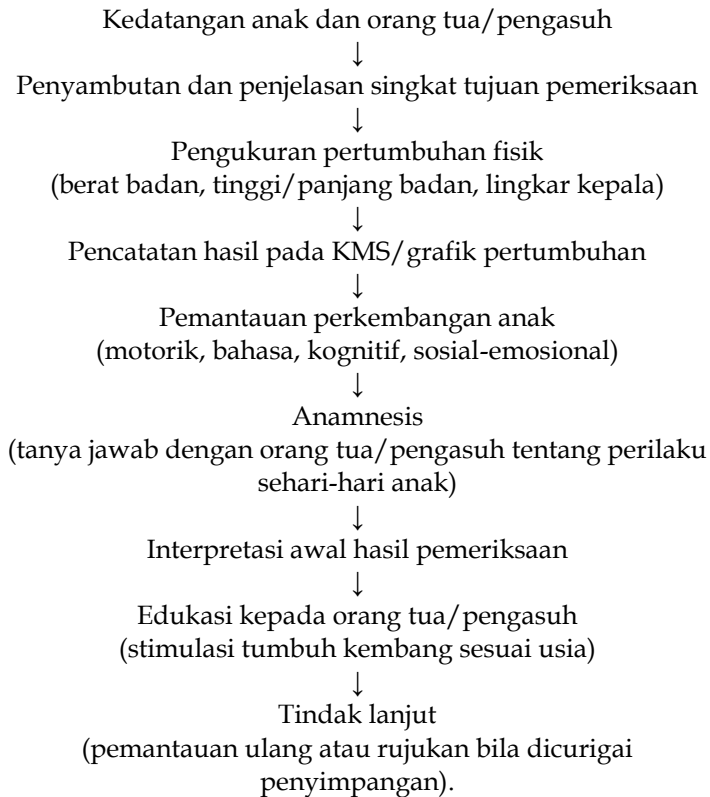 Kedatangan anak dan orang tua/pengasuh
↓
Penyambutan dan penjelasan singkat tujuan pemeriksaan
↓
Pengukuran pertumbuhan fisik
(berat badan, tinggi/panjang badan, lingkar kepala)
↓
Pencatatan hasil pada KMS/grafik pertumbuhan
↓
Pemantauan perkembangan anak
(motorik, bahasa, kognitif, sosial-emosional)
↓
Anamnesis
(tanya jawab dengan orang tua/pengasuh tentang perilaku
sehari-hari anak)
↓
Interpretasi awal hasil pemeriksaan
↓
Edukasi kepada orang tua/pengasuh
(stimulasi tumbuh kembang sesuai usia)
↓
Tindak lanjut
(pemantauan ulang atau rujukan bila dicurigai
penyimpangan).